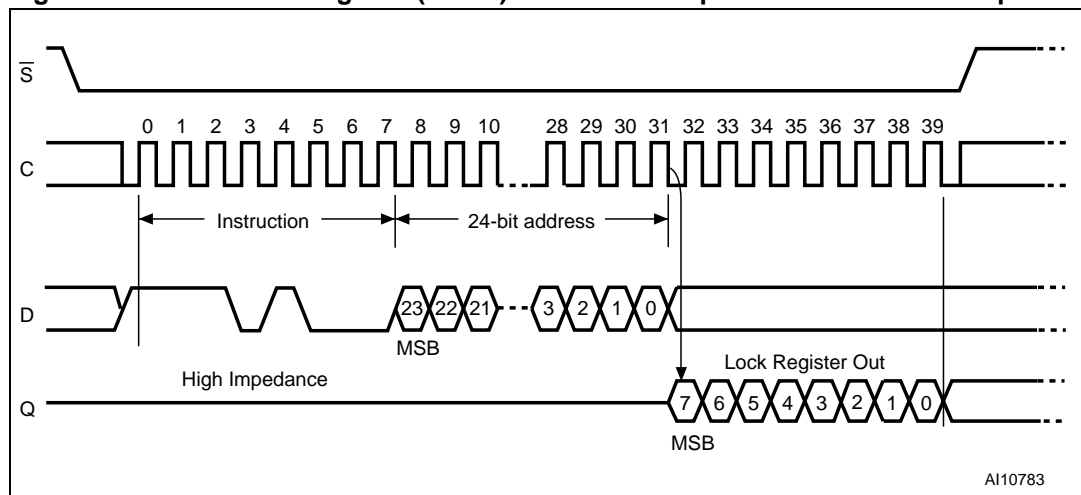 S
0 1 2 3 4 5 6 7 8 9 10 28 29 30 31 32 33 34 35 36 37 38 39
C
Instruction 24-bit address
D
23 22 21 3 2 1 0
MSB
High Impedance
Lock Register Out
Q
7 6 5 4 3 2 1 0
MSB
AI10783